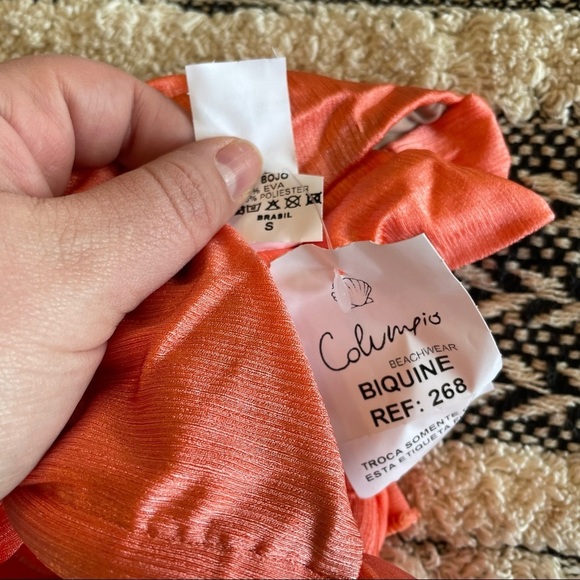 S
BOJO
% EVA
% POLIESTER
BRASIL
S
Columpio
BEACHWEAR
BIQUINE
REF: 268
TROCA SOMENTE
ESTA ETIQUETA